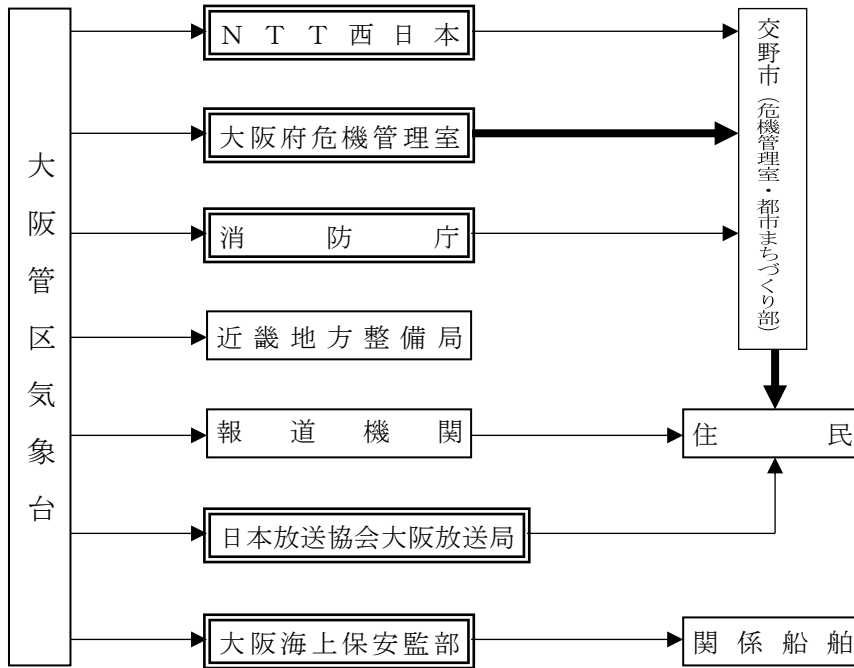 大阪管区気象台
ＮＴＴ西日本
大阪府危機管理室
消防庁
近畿地方整備局
報道機関
日本放送協会大阪放送局
大阪海上保安監部
交野市（危機管理室・都市まちづくり部）
住民
関係船舶